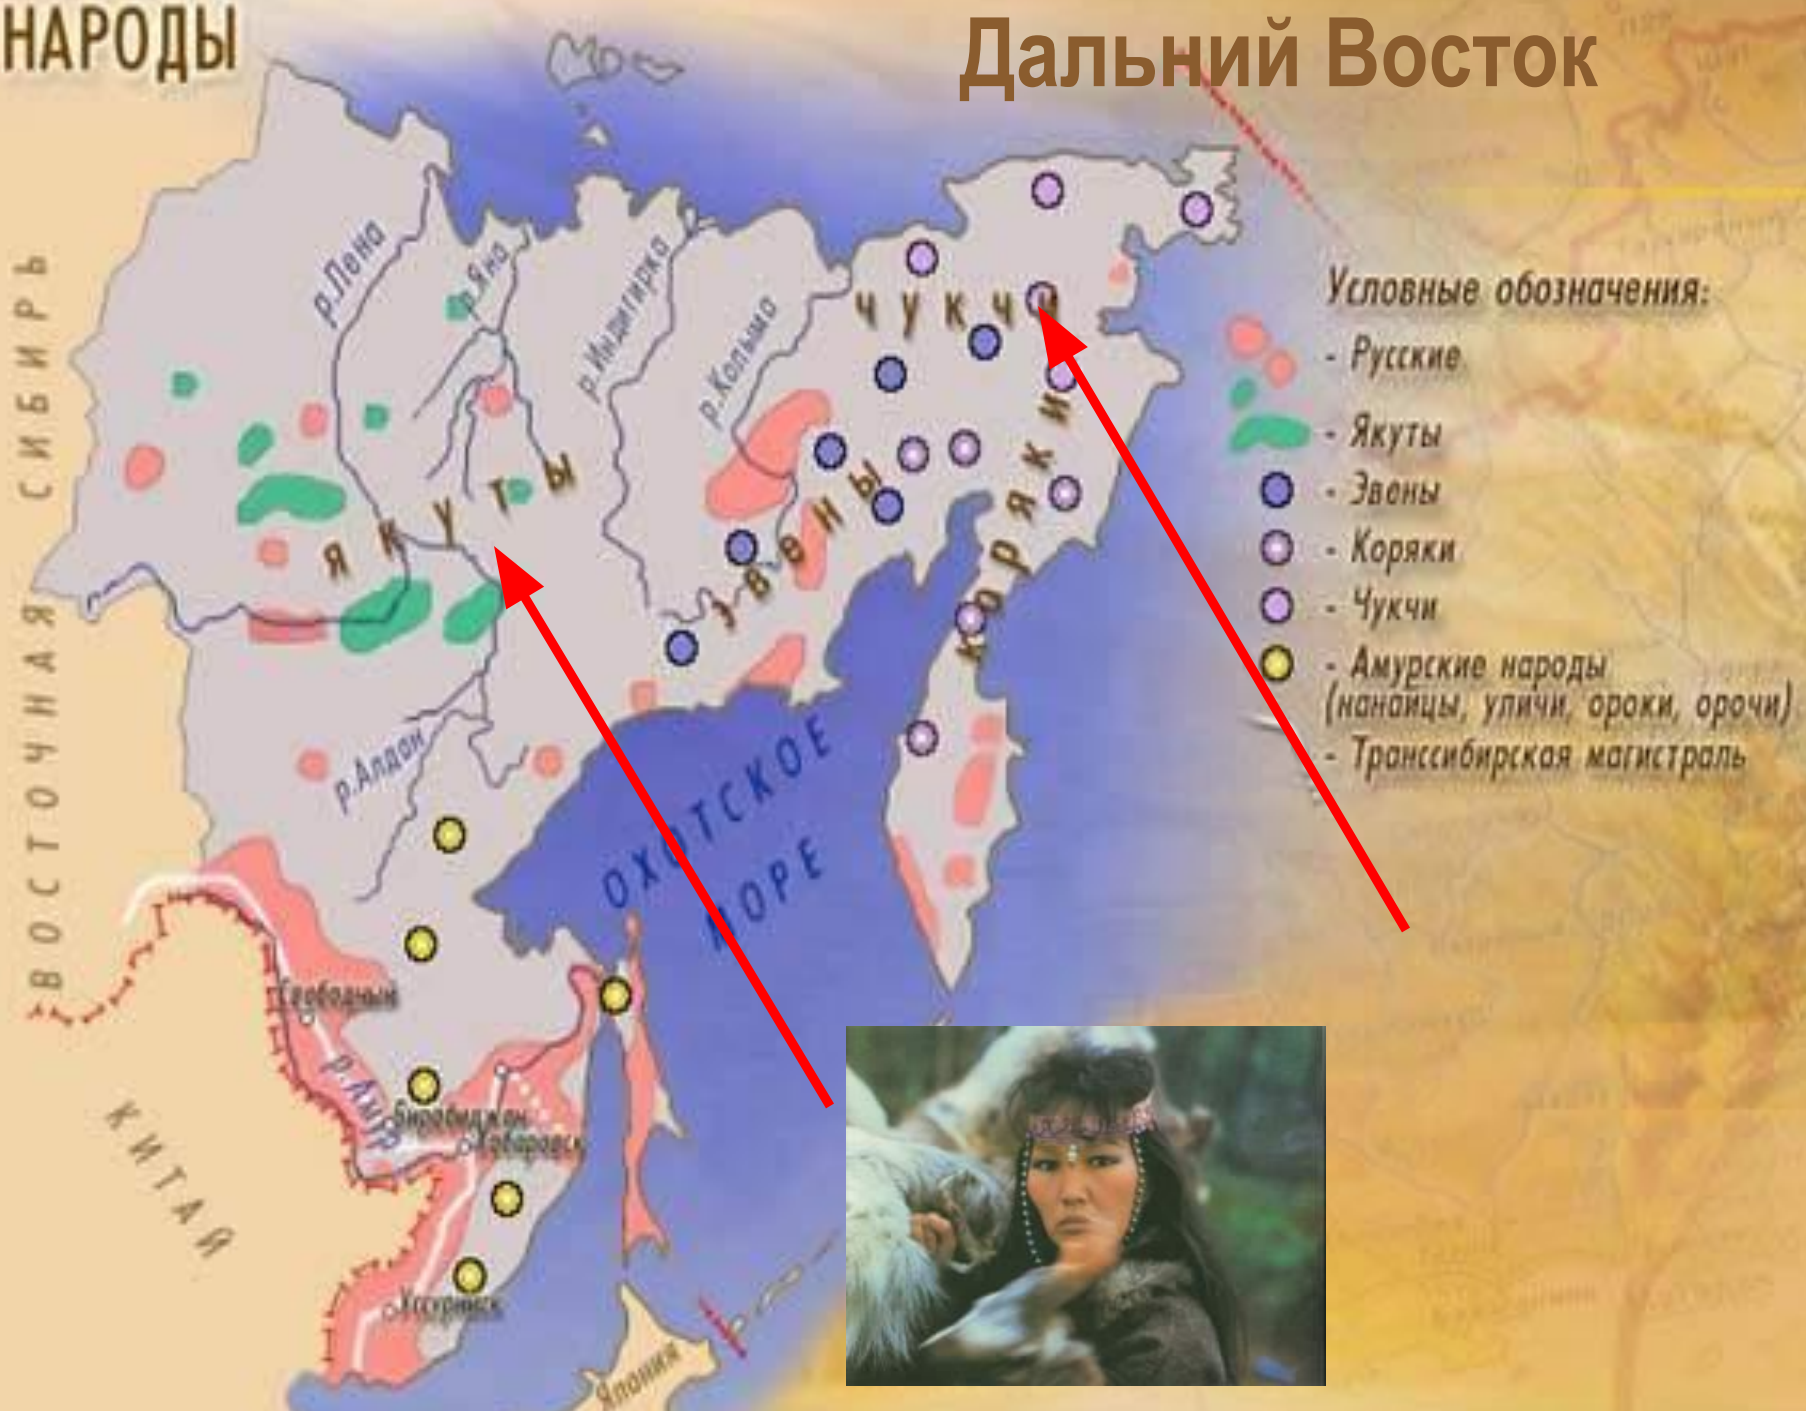 НАРОДЫ
Дальний Восток
ВОСТОЧНАЯ СИБИРЬ
р.Лена
р.Яна
р.Индигирка
р.Колыма
чукчи
коряки
эвены
якуты
р.Алдан
ОХОТСКОЕ
МОРЕ
Свободный
р.Амур
Биробиджан
Хабаровск
Уссурийск
КИТАЙ
Япония
Условные обозначения:
- Русские
- Якуты
- Эвены
- Коряки
- Чукчи
- Амурские народы
(нанайцы, уличи, ороки, орочи)
- Транссибирская магистраль